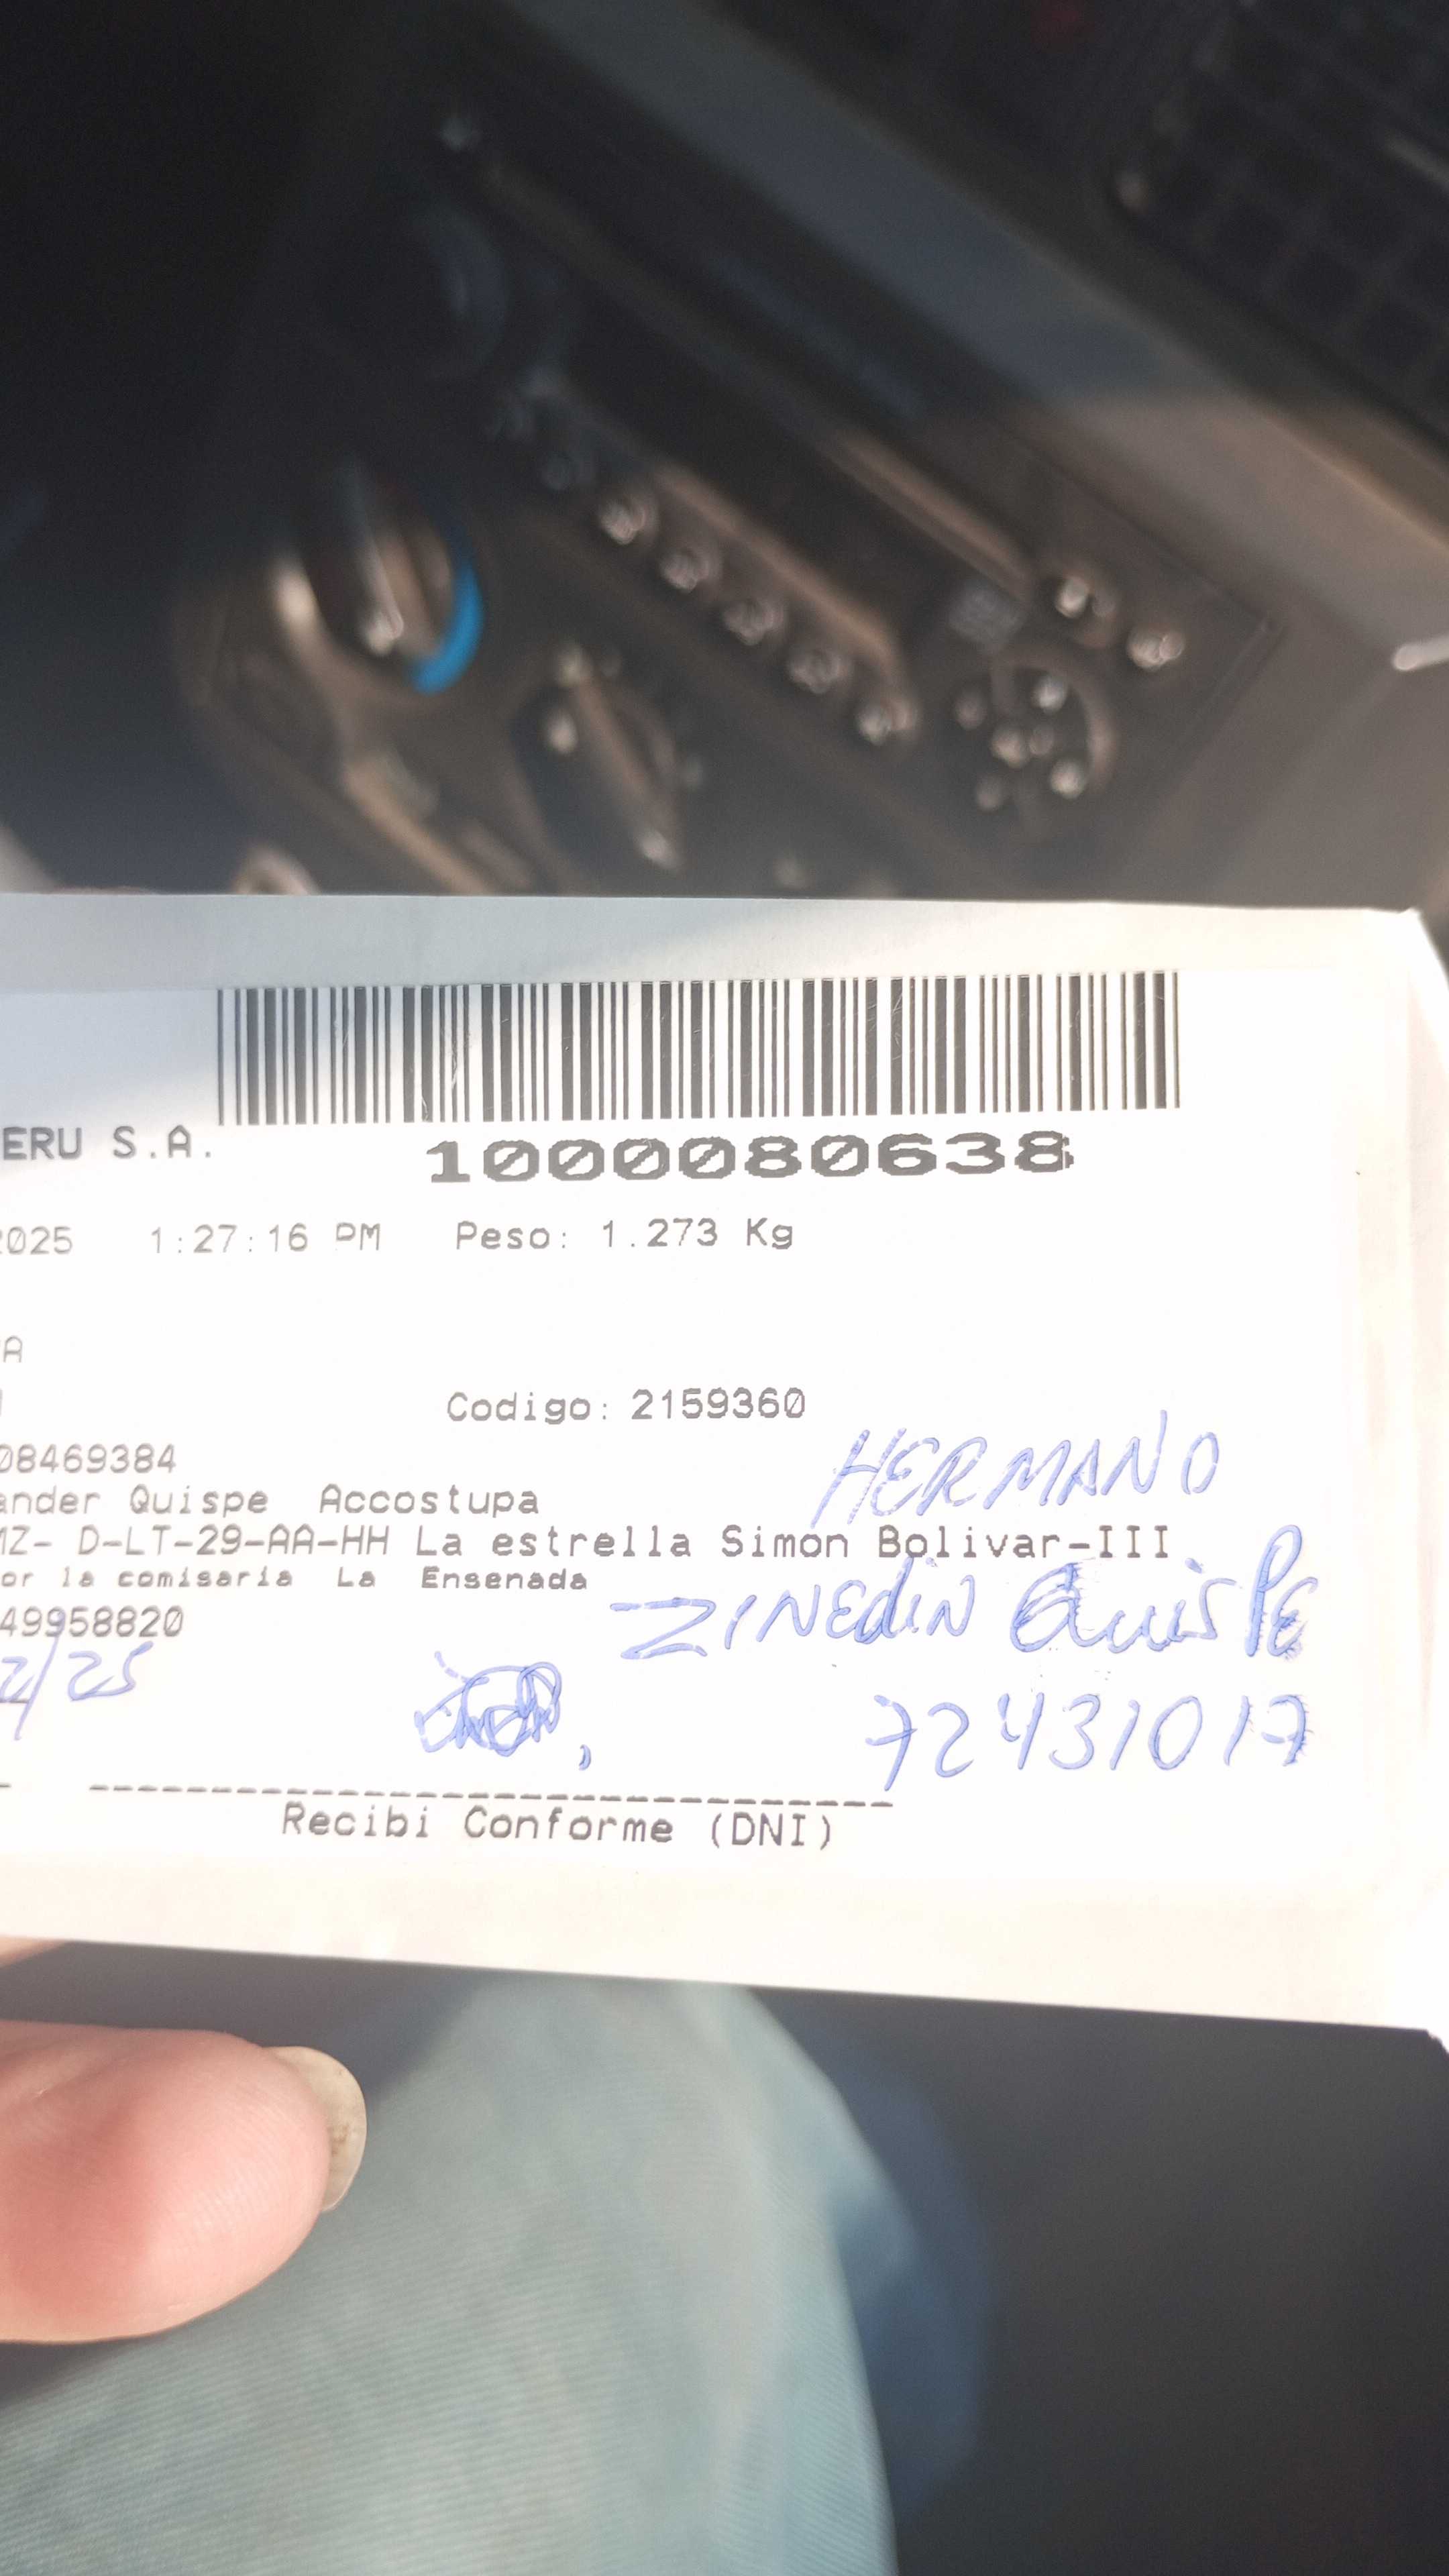 ERU S.A.
1000080638
2025 1:27:16 PM Peso: 1.273 Kg
A
Codigo: 2159360
08469384
HERMANO
ander Quispe Accostupa
MZ- D-LT-29-AA-HH La estrella Simon Bolivar-III
or la comisaria La Ensenada
ZINEdiN QuisPe
49958820
2/25
72431017
Recibi Conforme (DNI)